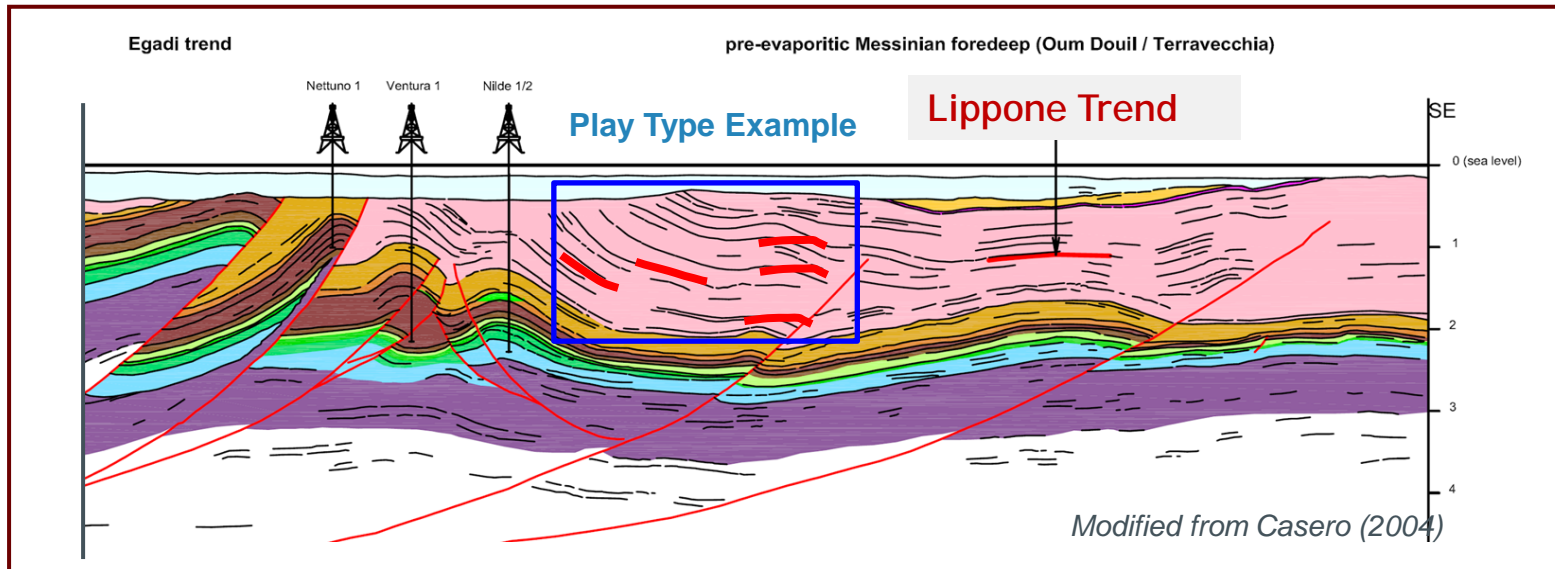 Egadi trend
pre-evaporitic Messinian foredeep (Oum Douil / Terravecchia)
Nettuno 1
Ventura 1
Nilde 1/2
Play Type Example
Lippone Trend
SE
0 (sea level)
1
2
3
4
Modified from Casero (2004)